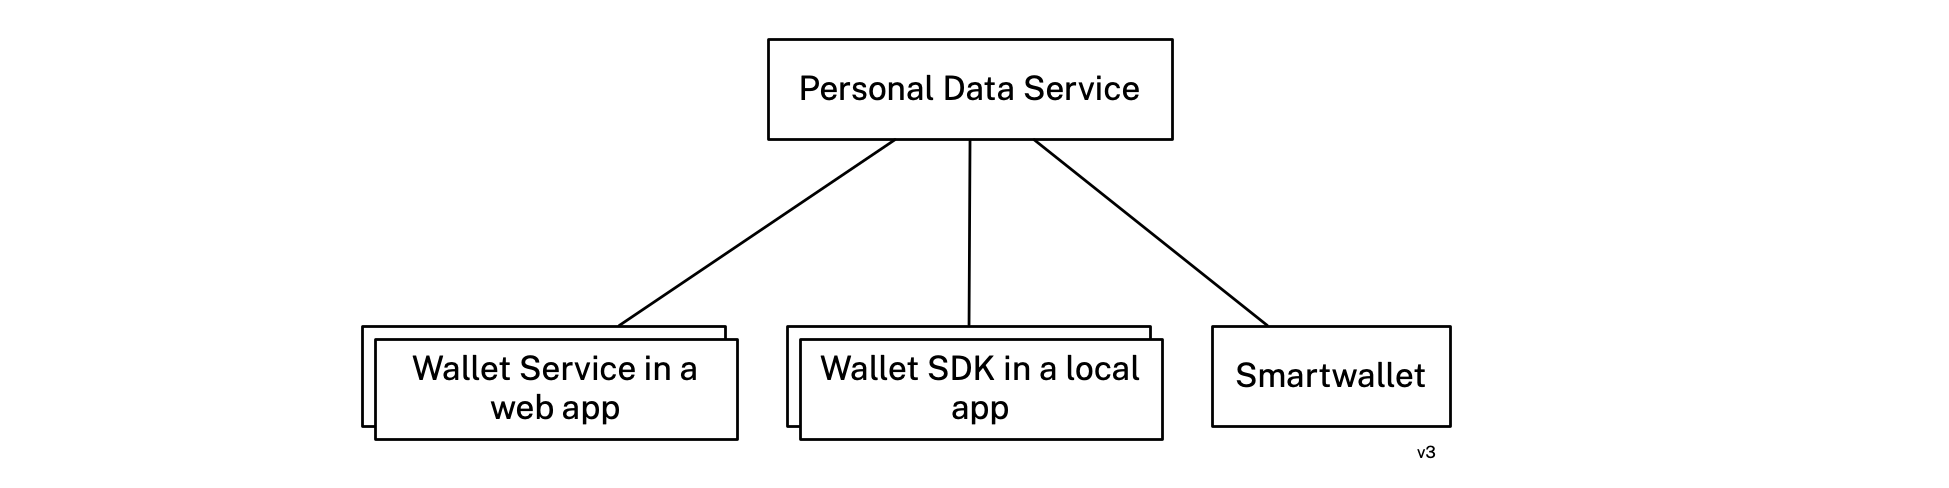 Personal Data Service
Wallet Service in a
web app
Wallet SDK in a local
app
Smartwallet
v3